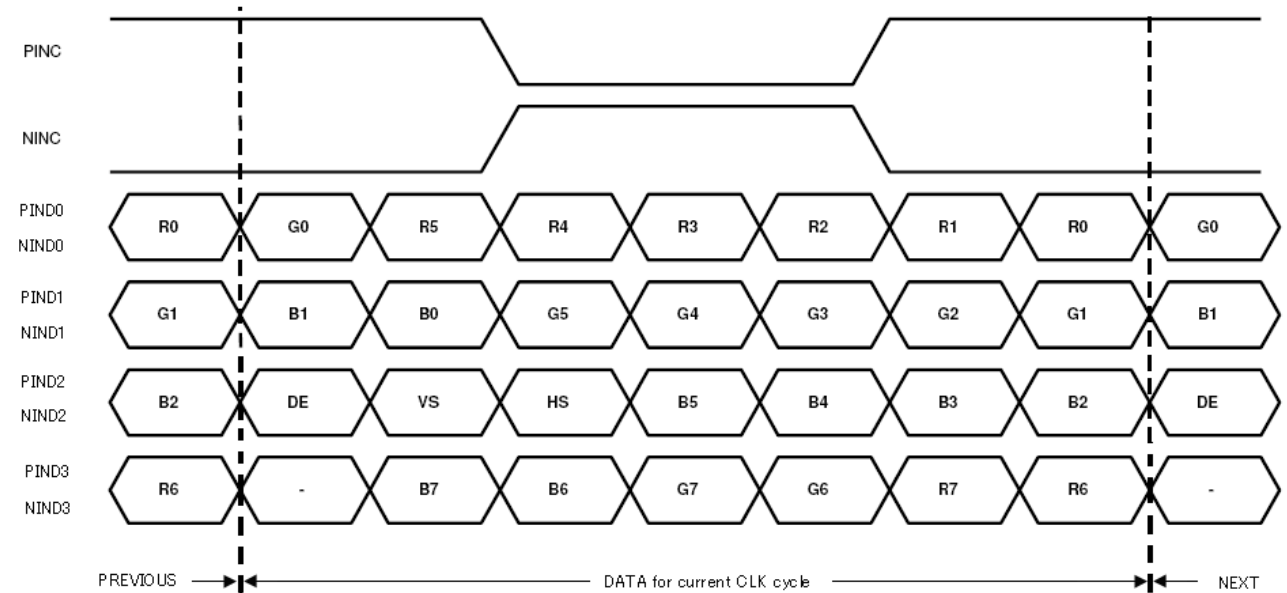 PINC
NINC
PIND0
R0 G0 R5 R4 R3 R2 R1 R0 G0
NIND0
PIND1
G1 B1 B0 G5 G4 G3 G2 G1 B1
NIND1
PIND2
B2 DE VS HS B5 B4 B3 B2 DE
NIND2
PIND3
R6 - B7 B6 G7 G6 R7 R6 -
NIND3
PREVIOUS DATA for current CLK cycle NEXT